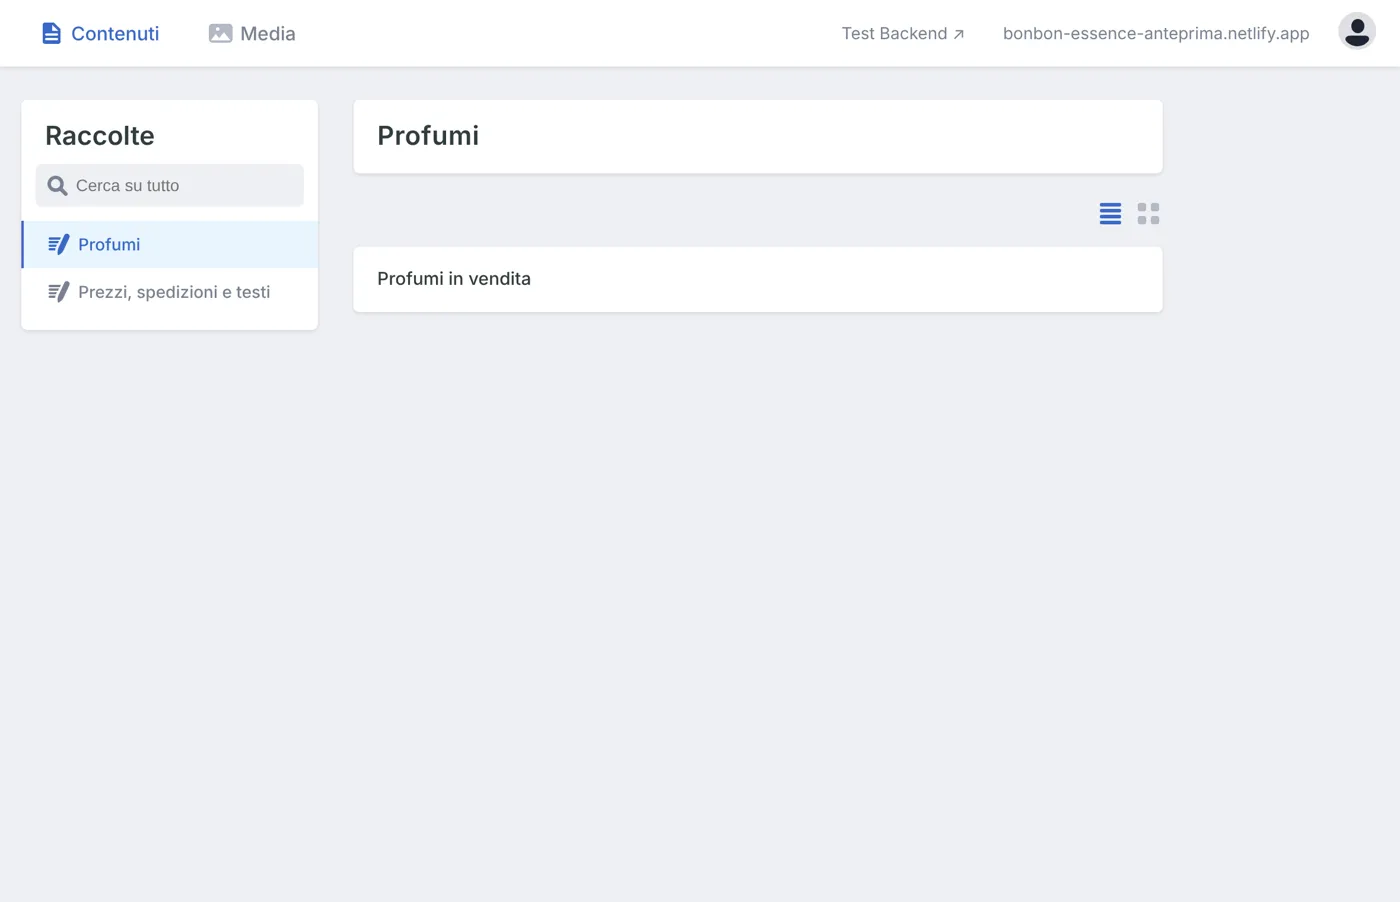 Contenuti
Media
Test Backend ↗
bonbon-essence-anteprima.netlify.app
Raccolte
Cerca su tutto
Profumi
Prezzi, spedizioni e testi
Profumi
Profumi in vendita